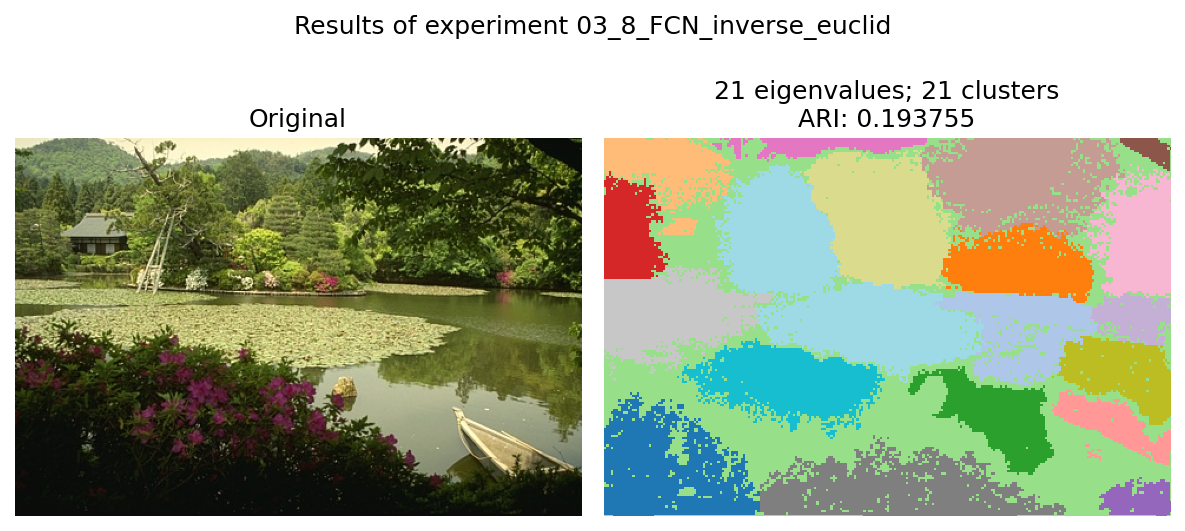 Results of experiment 03_8_FCN_inverse_euclid
Original
21 eigenvalues; 21 clusters
ARI: 0.193755